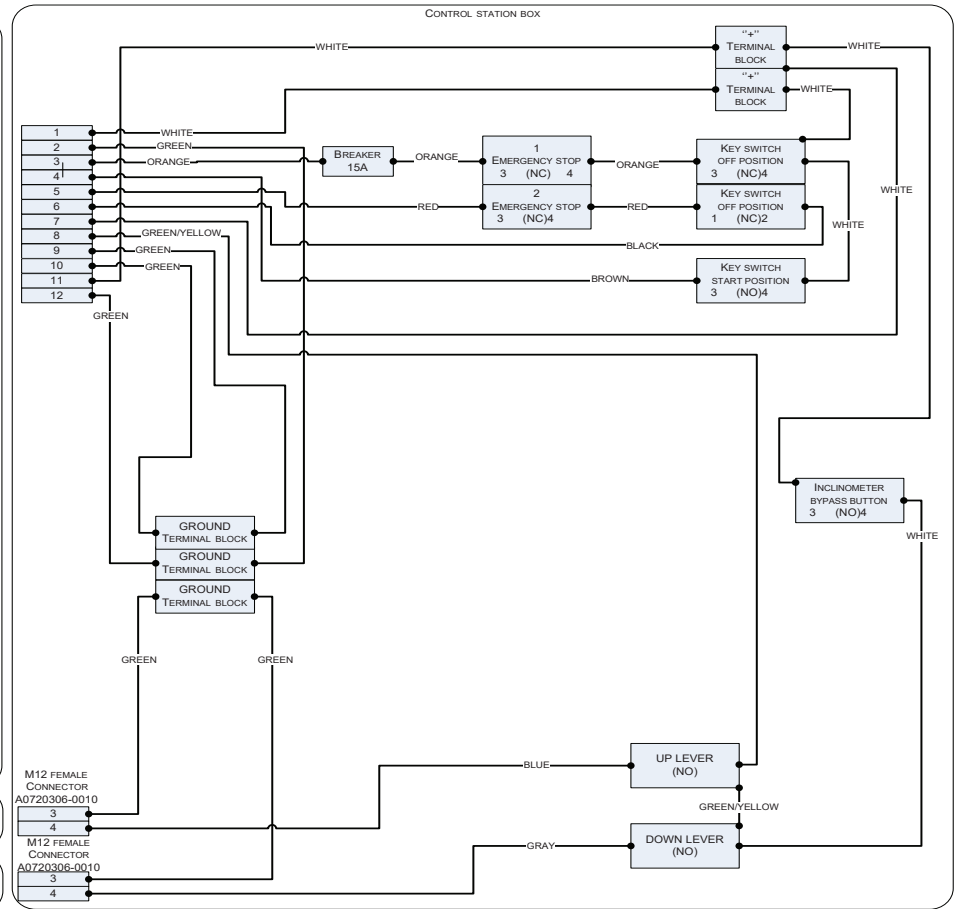 CONTROL STATION BOX
WHITE
"+"
TERMINAL
BLOCK
WHITE
"+"
TERMINAL
BLOCK
WHITE
1
2
3
4
5
6
7
8
9
10
11
12
WHITE
GREEN
ORANGE
BREAKER
15A
ORANGE
1
EMERGENCY STOP
3 (NC) 4
ORANGE
KEY SWITCH
OFF POSITION
3 (NC)4
RED
2
EMERGENCY STOP
3 (NC)4
RED
KEY SWITCH
OFF POSITION
1 (NC)2
WHITE
WHITE
GREEN/YELLOW
GREEN
GREEN
BLACK
BROWN
KEY SWITCH
START POSITION
3 (NO)4
GREEN
INCLINOMETER
BYPASS BUTTON
3 (NO)4
WHITE
GROUND
TERMINAL BLOCK
GROUND
TERMINAL BLOCK
GROUND
TERMINAL BLOCK
GREEN
GREEN
M12 FEMALE
CONNECTOR
A0720306-0010
3
4
BLUE
UP LEVER
(NO)
GREEN/YELLOW
M12 FEMALE
CONNECTOR
A0720306-0010
3
4
GRAY
DOWN LEVER
(NO)